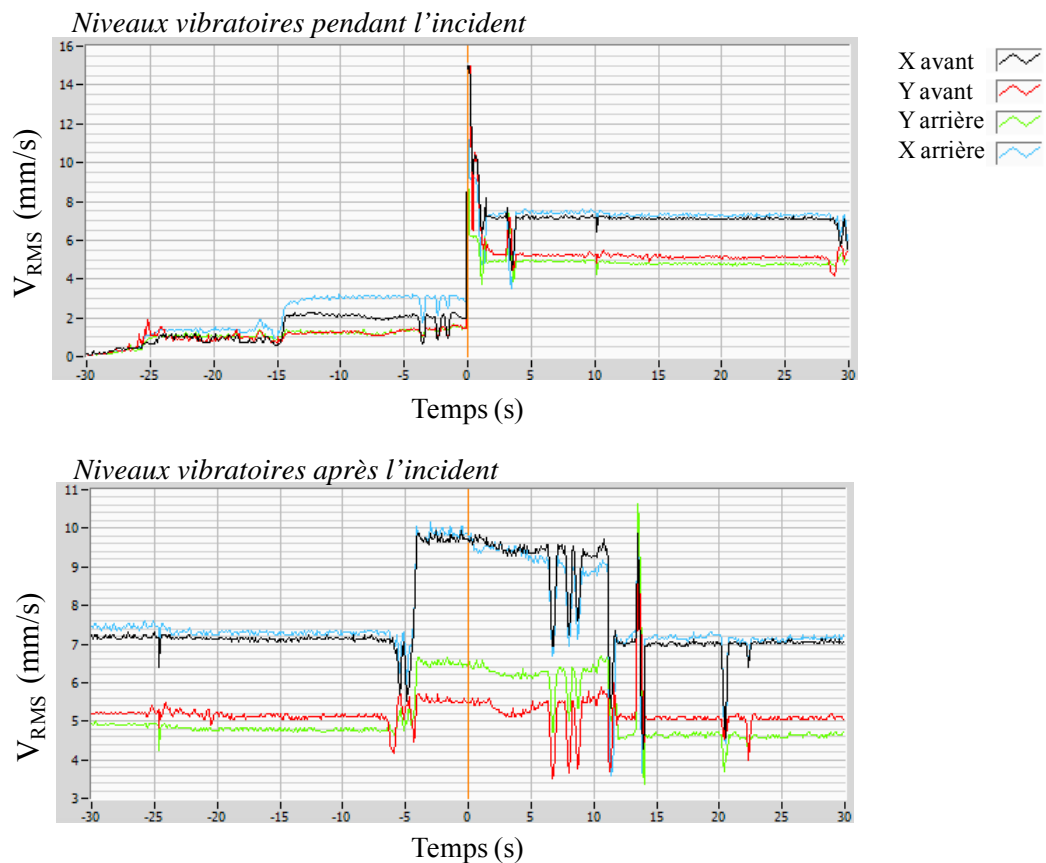 Niveaux vibratoires pendant l’incident
16
14
12
10
8
6
4
2
0
V_RMS (mm/s)
-30 -25 -20 -15 -10 -5 0 5 10 15 20 25 30
Temps (s)
X avant
Y avant
Y arrière
X arrière
Niveaux vibratoires après l’incident
11
10
9
8
7
6
5
4
3
V_RMS (mm/s)
-30 -25 -20 -15 -10 -5 0 5 10 15 20 25 30
Temps (s)